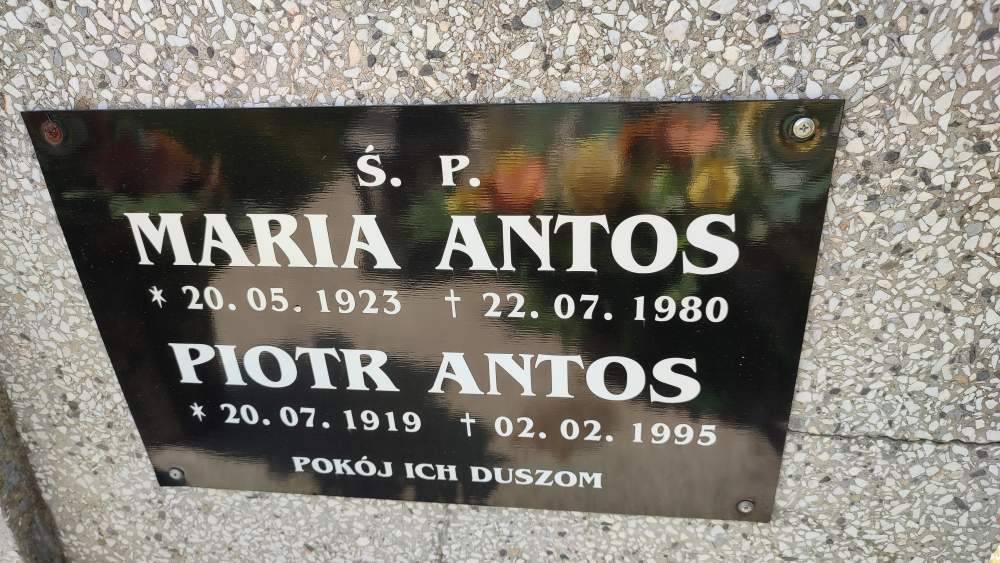 Ś. P.
MARIA ANTOS
* 20. 05. 1923 † 22. 07. 1980
PIOTR ANTOS
* 20. 07. 1919 † 02. 02. 1995
POKÓJ ICH DUSZOM